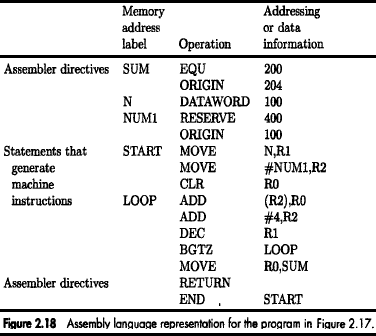 Memory Addressing
address or data
label Operation information
Assembler directives SUM EQU 200
ORIGIN 204
N DATAWORD 100
NUM1 RESERVE 400
ORIGIN 100
Statements that START MOVE N,R1
generate MOVE #NUM1,R2
machine CLR R0
instructions LOOP ADD (R2),R0
ADD #4,R2
DEC R1
BGTZ LOOP
MOVE R0,SUM
Assembler directives RETURN
END START
Figure 2.18 Assembly language representation for the program in Figure 2.17.